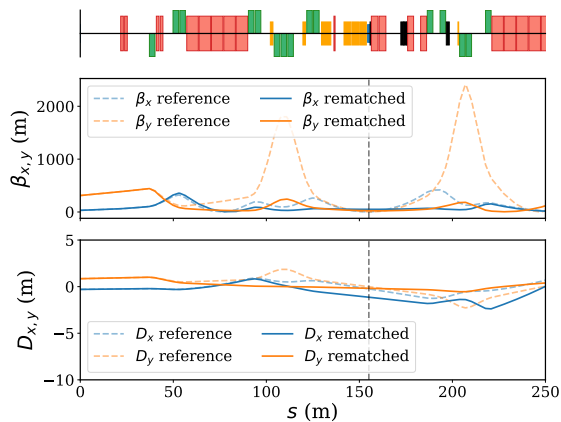 2000
1000
0
β_{x,y} (m)
β_x reference
β_y reference
β_x rematched
β_y rematched
5
0
−5
−10
D_{x,y} (m)
D_x reference
D_y reference
D_x rematched
D_y rematched
0 50 100 150 200 250
s (m)